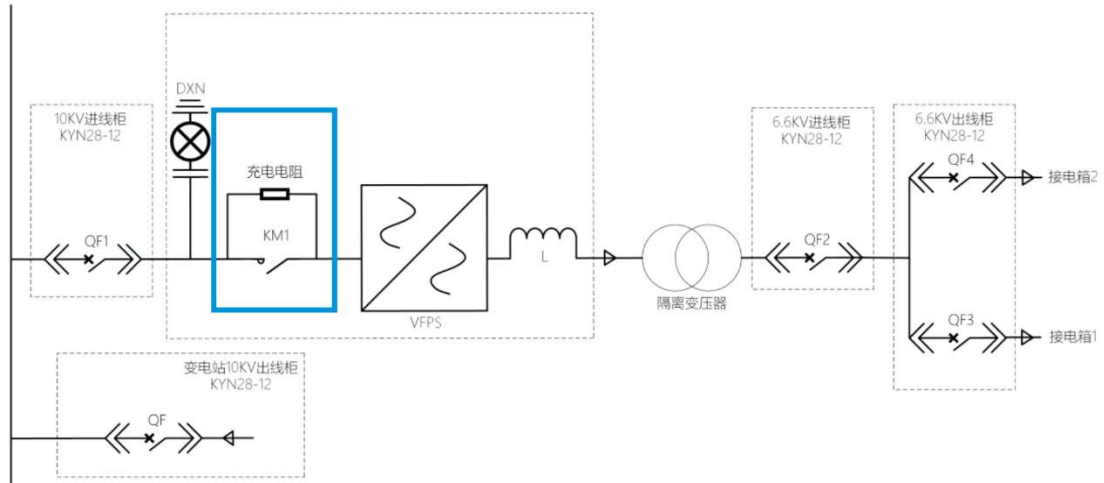 DXN
10KV进线柜
KYN28-12
QF1
充电电阻
KM1
VFPS
L
隔离变压器
6.6KV进线柜
KYN28-12
QF2
6.6KV出线柜
KYN28-12
QF4
接电箱2
QF3
接电箱1
变电站10KV出线柜
KYN28-12
QF